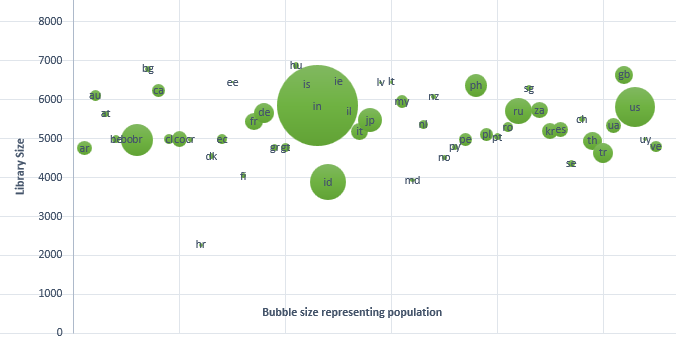 8000
7000
6000
5000
4000
3000
2000
1000
0
Library Size
bg
hu
gb
au
ca
ee
is
ie
lv
lt
ph
sg
at
in
il
my
nz
fr
de
it
jp
nl
ru
za
ch
ua
us
ar
be
bo
br
cl
co
cr
ec
dk
gr
gt
no
py
pe
pl
pt
ro
kr
es
th
tr
uy
ve
fi
id
md
se
hr
Bubble size representing population